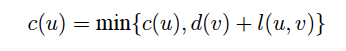 c(u) = min{c(u), d(v) + l(u, v)}